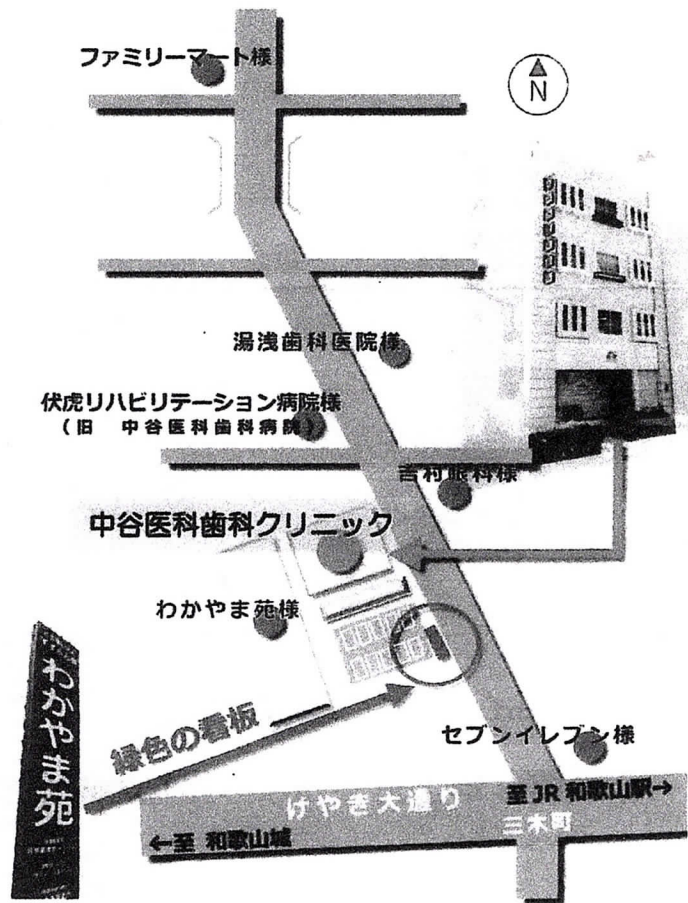 ファミリーマート様
N
湯浅歯科医院様
伏虎リハビリテーション病院様
（旧　中谷医科歯科病院）
吉村眼科様
中谷医科歯科クリニック
わかやま苑様
わかやま苑
緑色の看板
セブンイレブン様
けやき大通り
至JR 和歌山駅→
三木町
←至 和歌山城